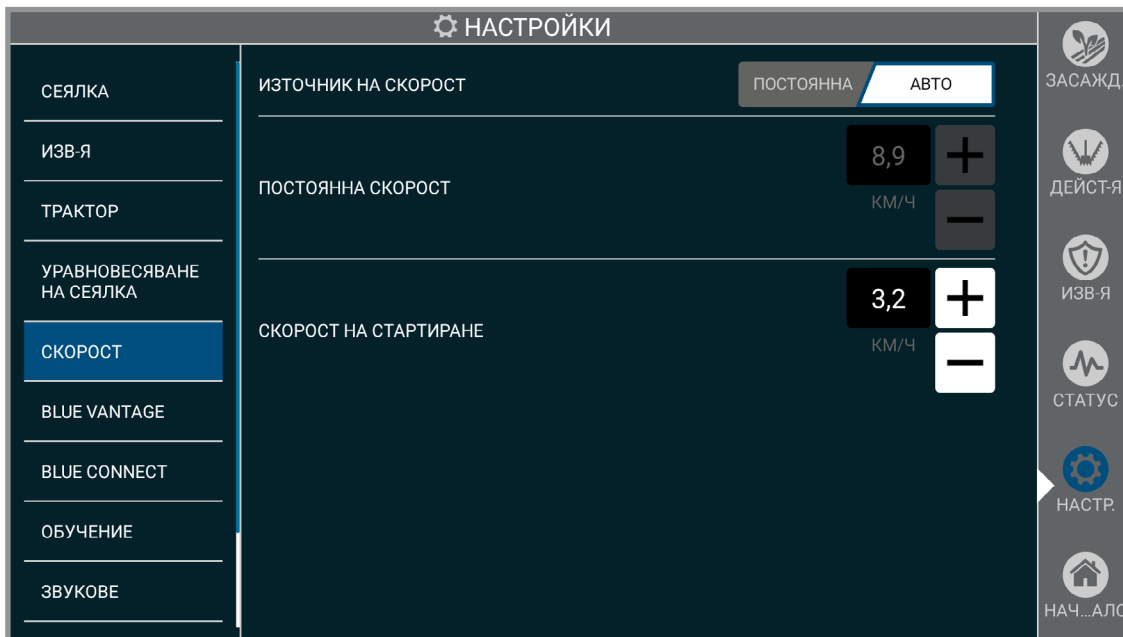 НАСТРОЙКИ
СЕЯЛКА
ИЗВ-Я
ТРАКТОР
УРАВНОВЕСЯВАНЕ
НА СЕЯЛКА
СКОРОСТ
BLUE VANTAGE
BLUE CONNECT
ОБУЧЕНИЕ
ЗВУКОВЕ
ИЗТОЧНИК НА СКОРОСТ
ПОСТОЯННА
АВТО
ПОСТОЯННА СКОРОСТ
8,9
+
КМ/Ч
−
СКОРОСТ НА СТАРТИРАНЕ
3,2
+
КМ/Ч
−
ЗАСАЖД.
ДЕЙСТ-Я
ИЗВ-Я
СТАТУС
НАСТР.
НАЧ...АЛО